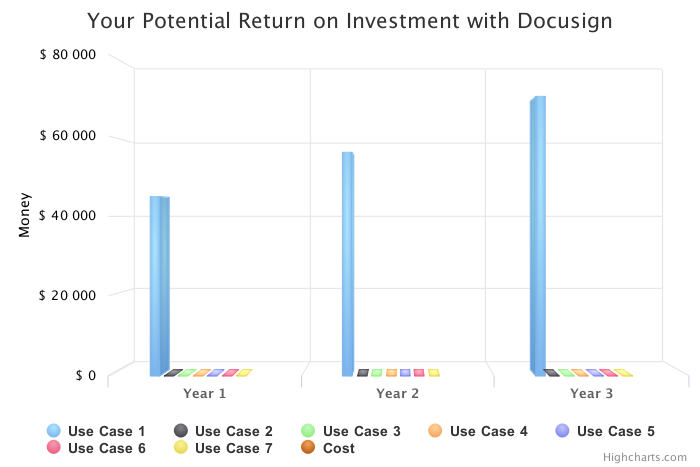 Your Potential Return on Investment with Docusign
$ 80 000
$ 60 000
$ 40 000
$ 20 000
$ 0
Money
Year 1 Year 2 Year 3
Use Case 1 Use Case 2 Use Case 3 Use Case 4 Use Case 5
Use Case 6 Use Case 7 Cost
Highcharts.com